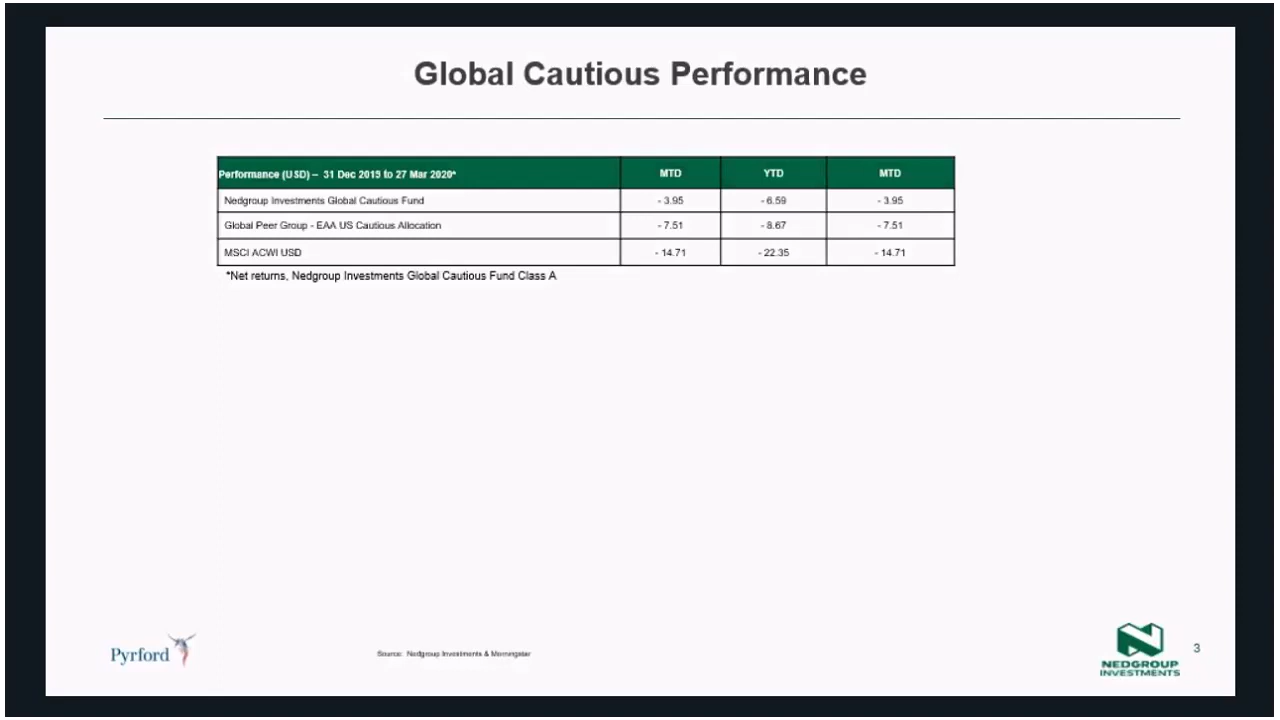 Global Cautious Performance
Performance (USD) – 31 Dec 2019 to 27 Mar 2020* MTD YTD MTD
Nedgroup Investments Global Cautious Fund - 3.95 - 6.59 - 3.95
Global Peer Group - EAA US Cautious Allocation - 7.51 - 8.67 - 7.51
MSCI ACWI USD - 14.71 - 22.35 - 14.71
*Net returns, Nedgroup Investments Global Cautious Fund Class A
Pyrford
Source: Nedgroup Investments & Morningstar
NEDGROUP
INVESTMENTS
3